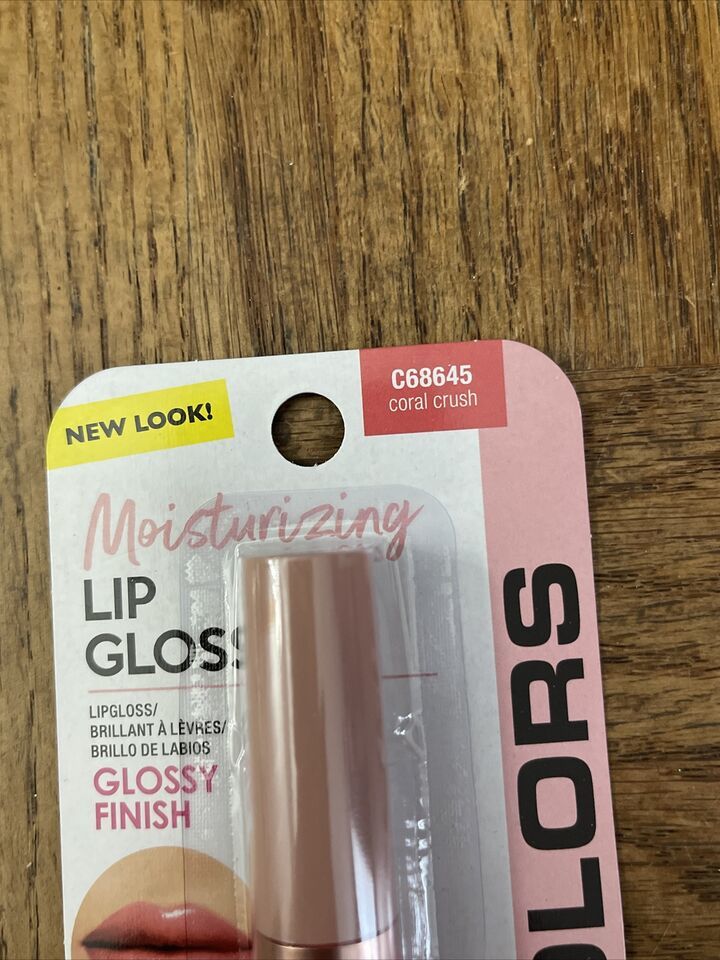 NEW LOOK!
C68645
coral crush
Moisturizing
LIP
GLOSS
LIPGLOSS/
BRILLANT À LÈVRES/
BRILLO DE LABIOS
GLOSSY
FINISH
OLORS